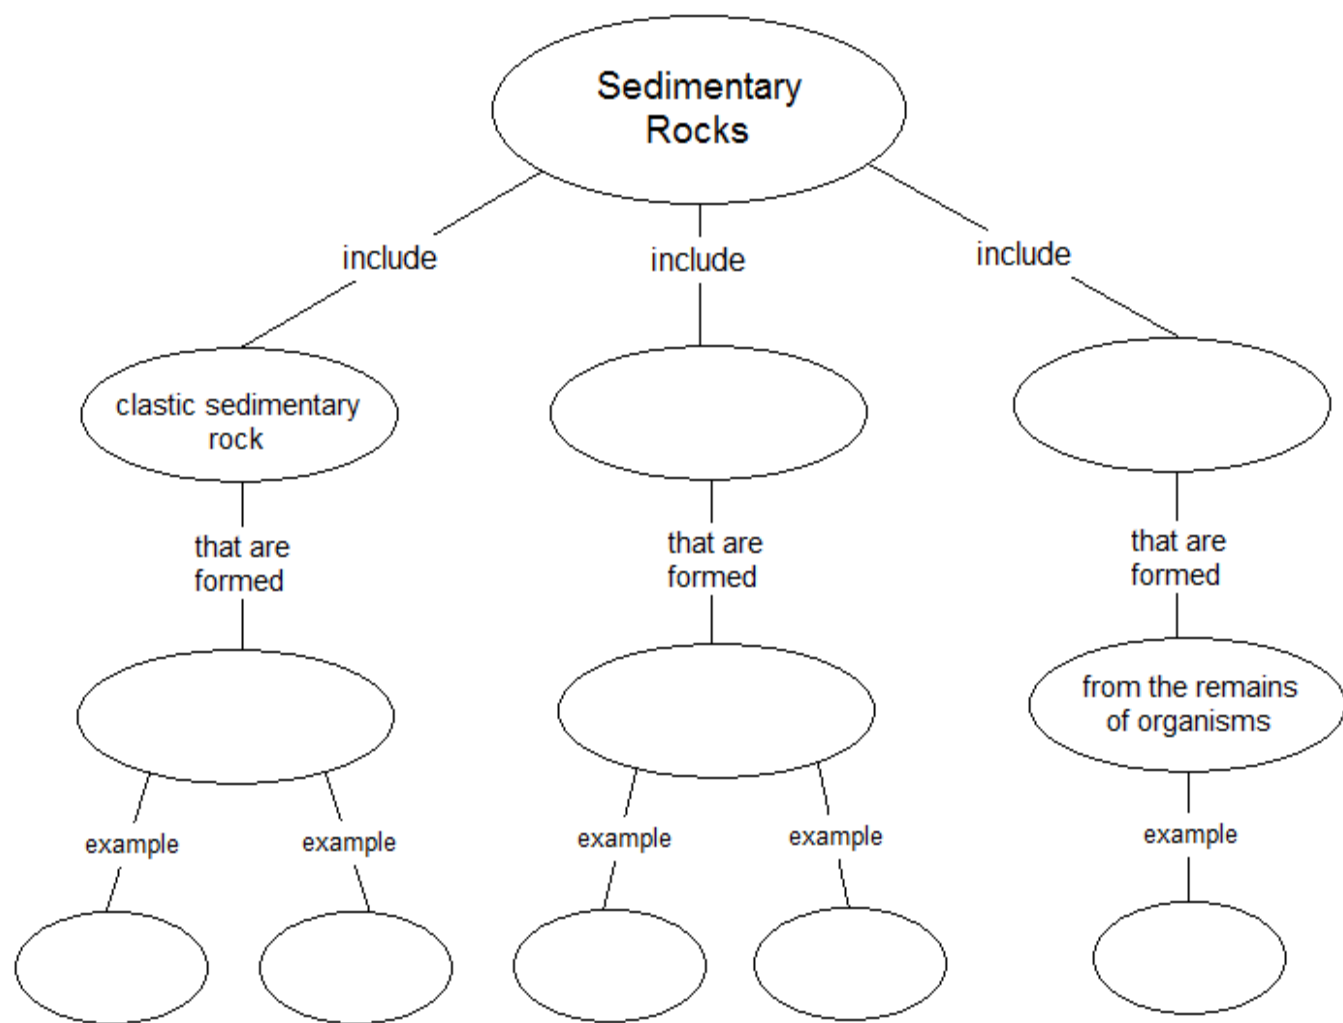 Sedimentary
Rocks
include
include
include
clastic sedimentary
rock
that are
formed
that are
formed
that are
formed
from the remains
of organisms
example
example
example
example
example